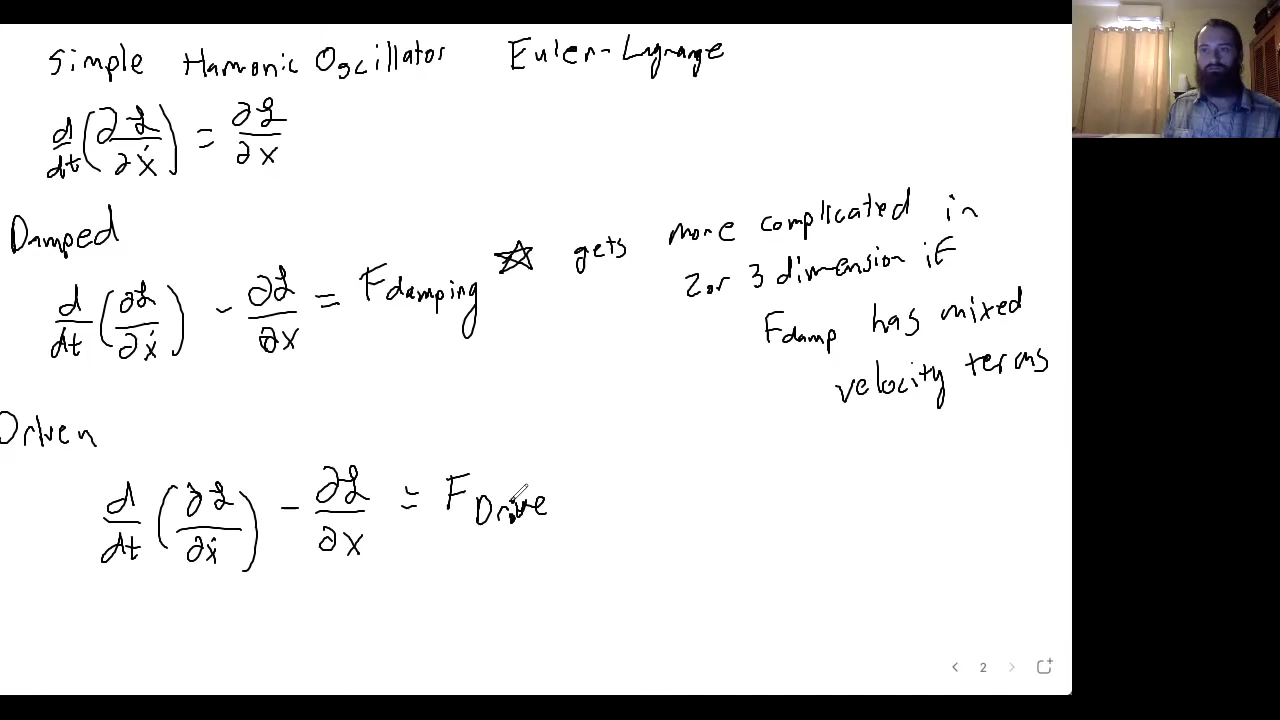 Simple Harmonic Oscillator Euler-Lagrange
d/dt (∂ℒ/∂ẋ) = ∂ℒ/∂x
Damped
d/dt (∂ℒ/∂ẋ) - ∂ℒ/∂x = Fdamping ☆ gets more complicated in
2 or 3 dimension if
Fdamp has mixed
velocity terms
Driven
d/dt (∂ℒ/∂ẋ) - ∂ℒ/∂x = FDrive
2